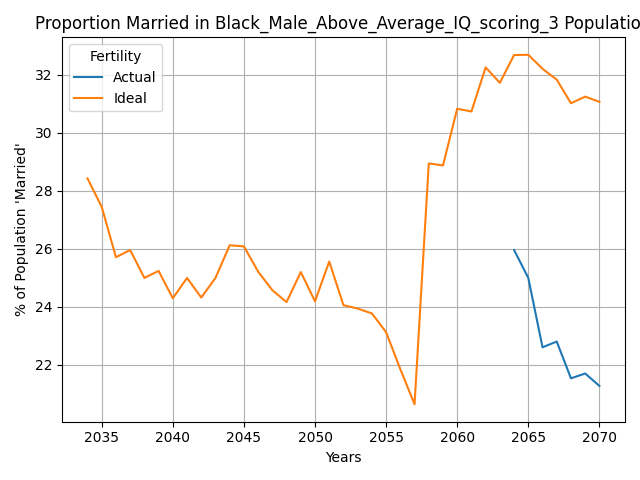 Proportion Married in Black_Male_Above_Average_IQ_scoring_3 Populatio
Fertility
Actual
Ideal
% of Population 'Married'
32
30
28
26
24
22
2035 2040 2045 2050 2055 2060 2065 2070
Years